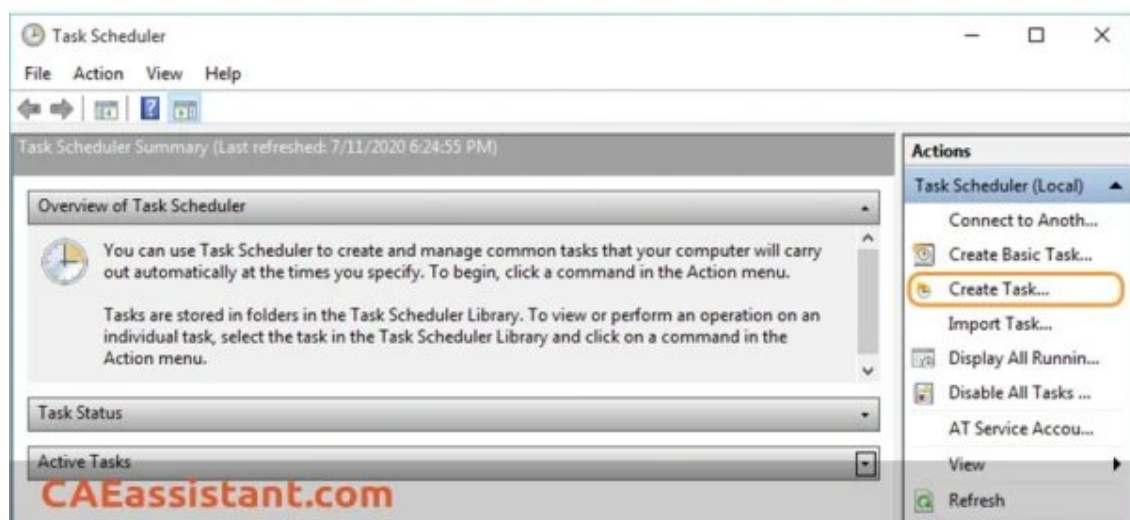 Task Scheduler
File Action View Help
Task Scheduler Summary (Last refreshed: 7/11/2020 6:24:55 PM)
Overview of Task Scheduler
You can use Task Scheduler to create and manage common tasks that your computer will carry
out automatically at the times you specify. To begin, click a command in the Action menu.
Tasks are stored in folders in the Task Scheduler Library. To view or perform an operation on an
individual task, select the task in the Task Scheduler Library and click on a command in the
Action menu.
Task Status
Active Tasks
CAEassistant.com
Actions
Task Scheduler (Local)
Connect to Anoth...
Create Basic Task...
Create Task...
Import Task...
Display All Runnin...
Disable All Tasks ...
AT Service Accou...
View
Refresh